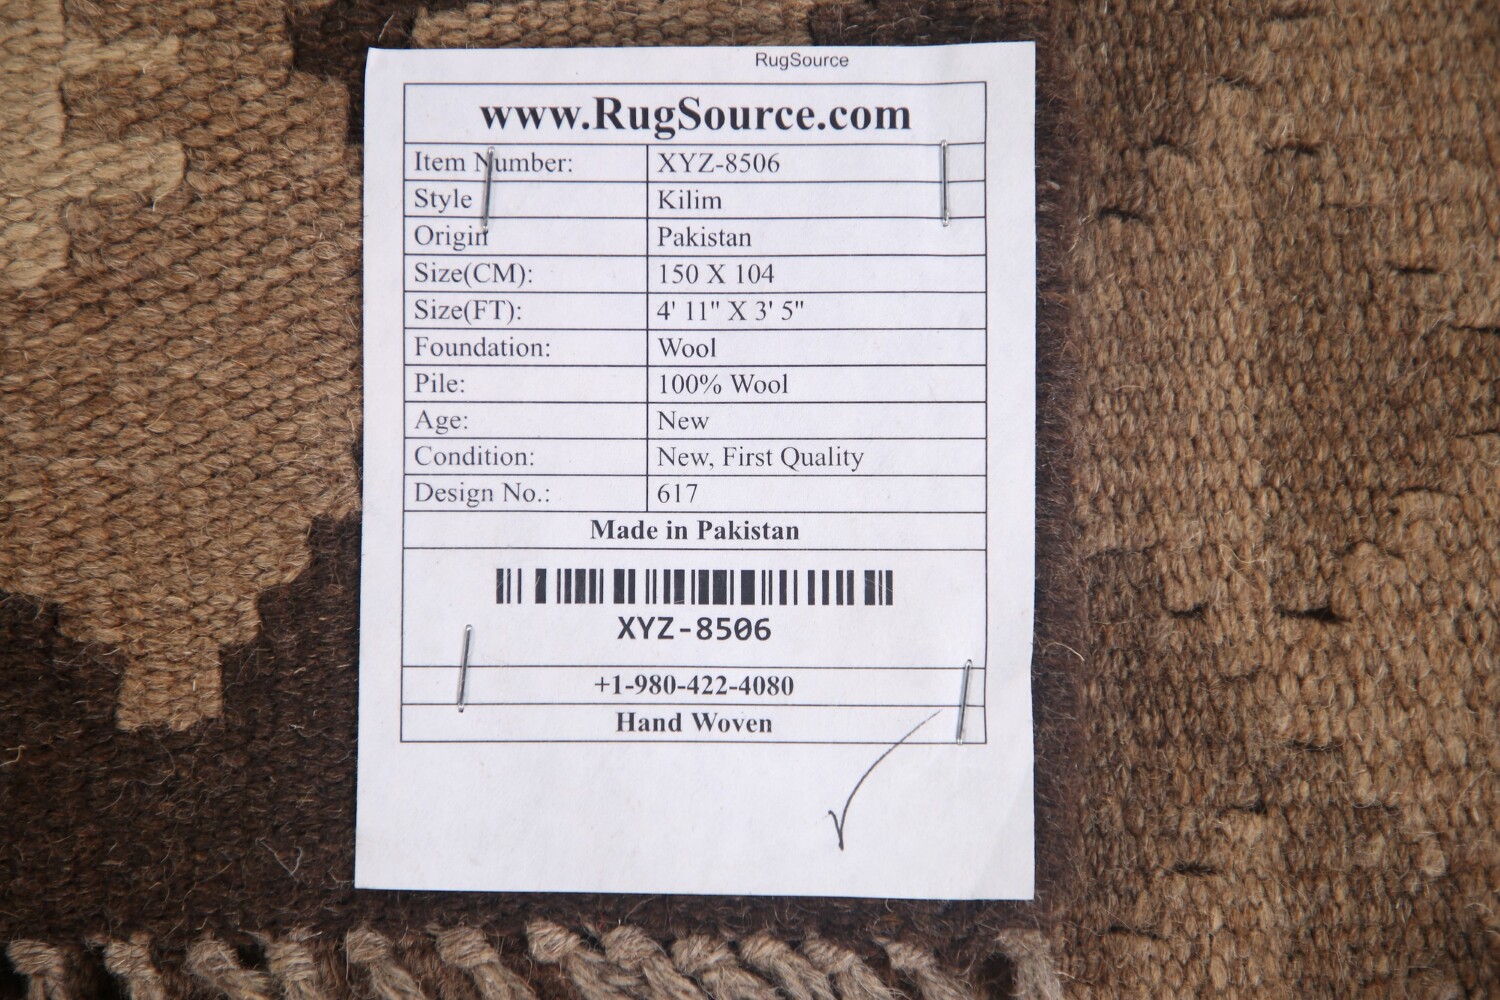 RugSource
www.RugSource.com
Item Number: XYZ-8506
Style Kilim
Origin Pakistan
Size(CM): 150 X 104
Size(FT): 4' 11" X 3' 5"
Foundation: Wool
Pile: 100% Wool
Age: New
Condition: New, First Quality
Design No.: 617
Made in Pakistan
XYZ-8506
+1-980-422-4080
Hand Woven